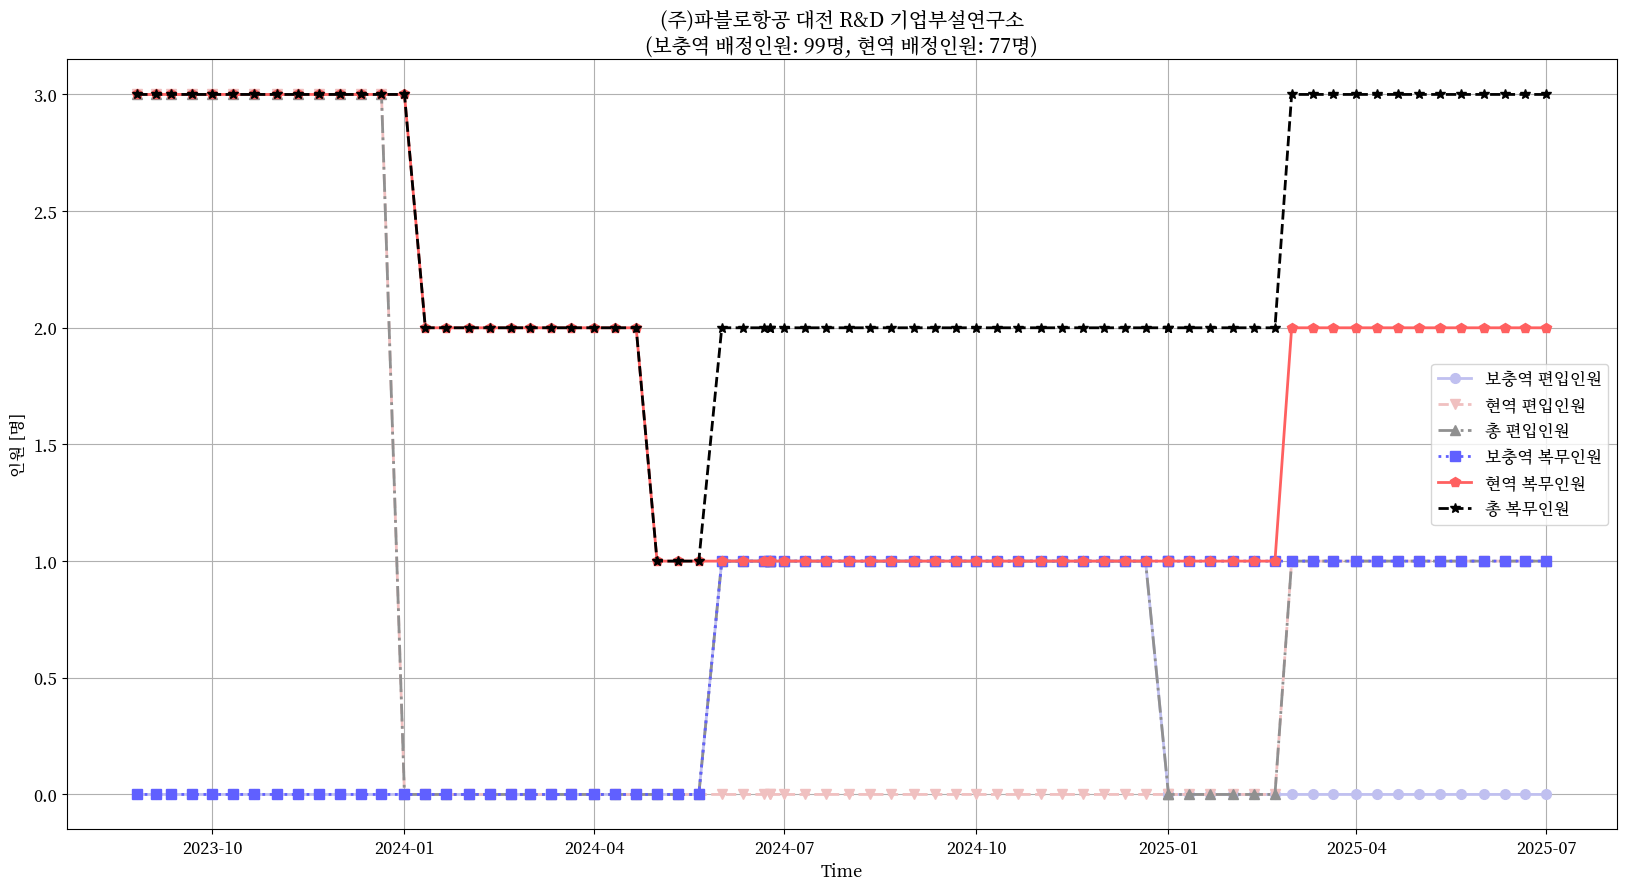 (주)파블로항공 대전 R&D 기업부설연구소
(보충역 배정인원: 99명, 현역 배정인원: 77명)
3.0
2.5
2.0
1.5
1.0
0.5
0.0
인원 [명]
보충역 편입인원
현역 편입인원
총 편입인원
보충역 복무인원
현역 복무인원
총 복무인원
2023-10
2024-01
2024-04
2024-07
2024-10
2025-01
2025-04
2025-07
Time